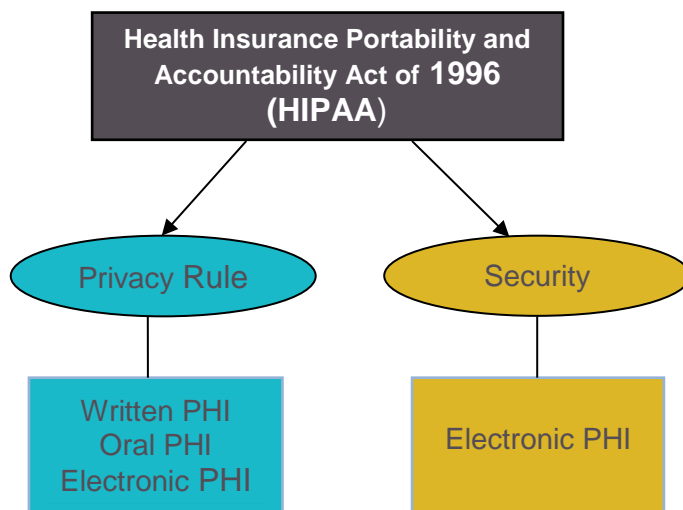 Health Insurance Portability and
Accountability Act of 1996
(HIPAA)
Privacy Rule
Security
Written PHI
Oral PHI
Electronic PHI
Electronic PHI